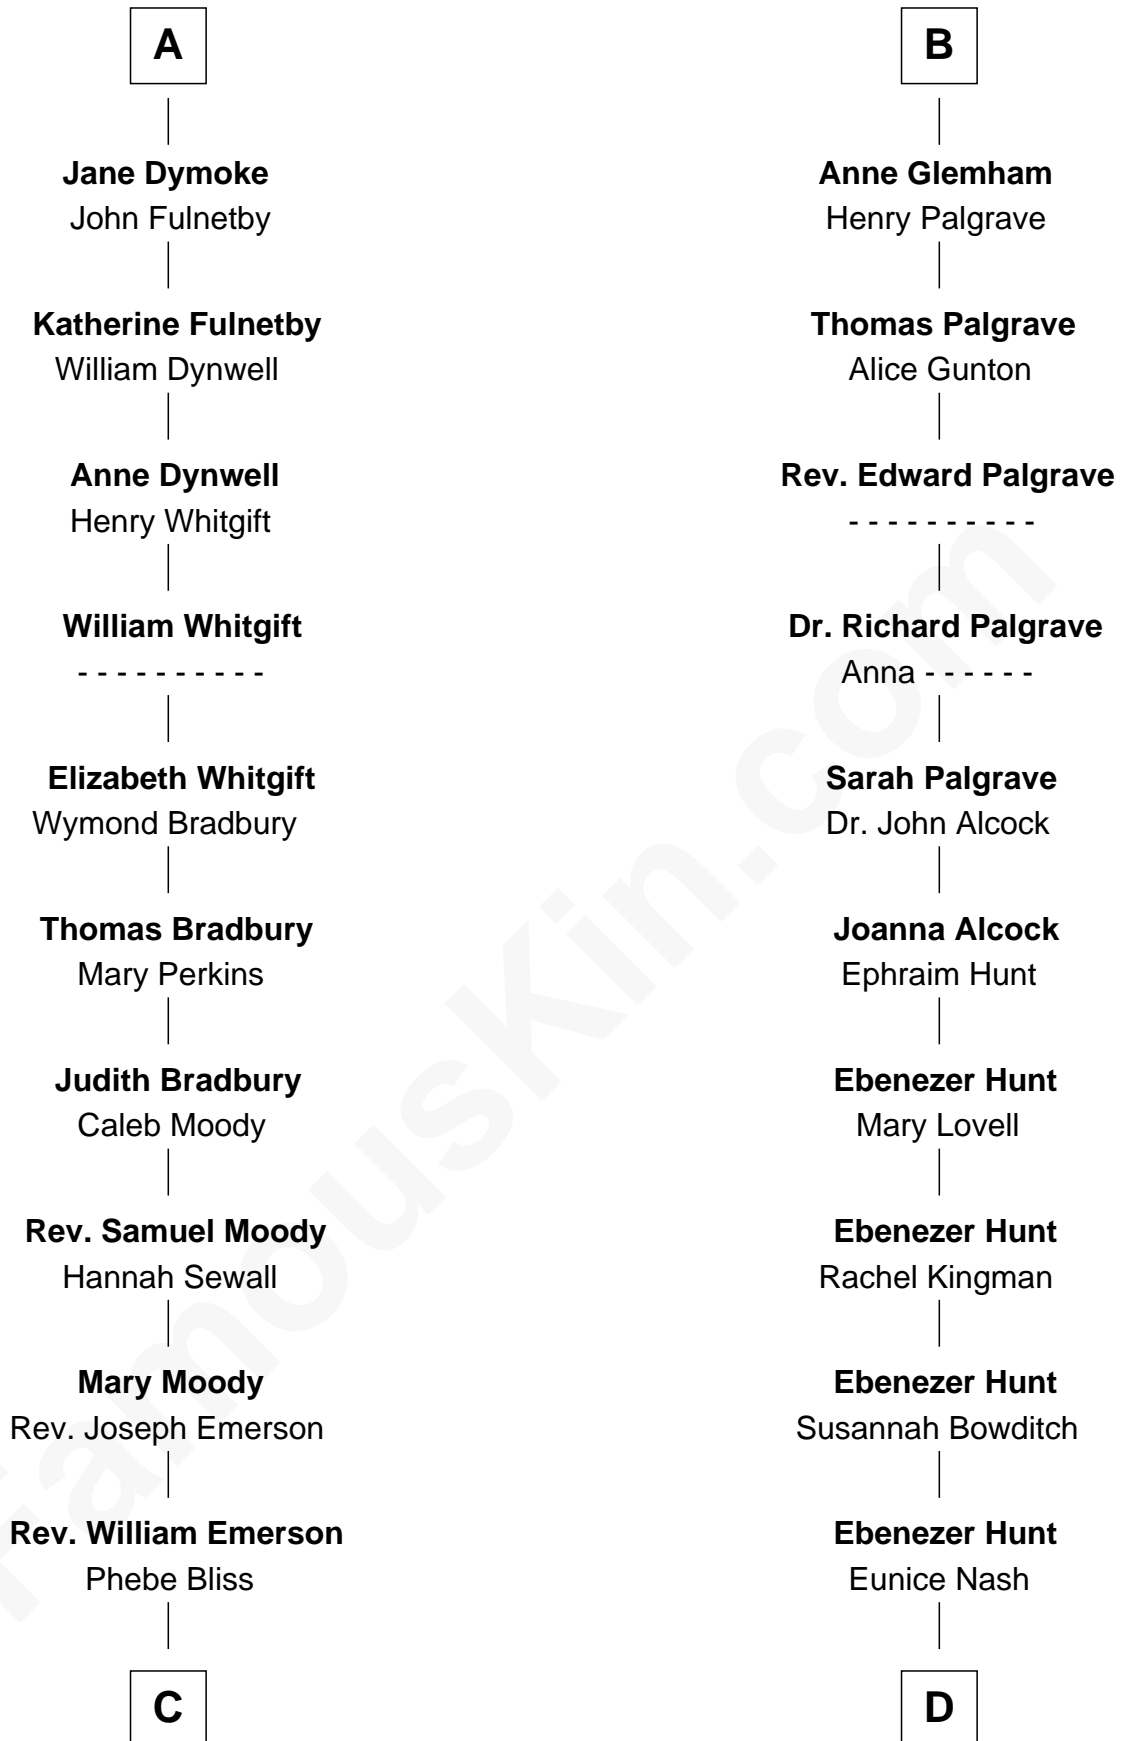 A
Jane Dymoke
John Fulnetby
Katherine Fulnetby
William Dynwell
Anne Dynwell
Henry Whitgift
William Whitgift
- - - - - - - - - -
Elizabeth Whitgift
Wymond Bradbury
Thomas Bradbury
Mary Perkins
Judith Bradbury
Caleb Moody
Rev. Samuel Moody
Hannah Sewall
Mary Moody
Rev. Joseph Emerson
Rev. William Emerson
Phebe Bliss
C
B
Anne Glemham
Henry Palgrave
Thomas Palgrave
Alice Gunton
Rev. Edward Palgrave
- - - - - - - - - -
Dr. Richard Palgrave
Anna - - - - - -
Sarah Palgrave
Dr. John Alcock
Joanna Alcock
Ephraim Hunt
Ebenezer Hunt
Mary Lovell
Ebenezer Hunt
Rachel Kingman
Ebenezer Hunt
Susannah Bowditch
Ebenezer Hunt
Eunice Nash
D
FamousKin.com